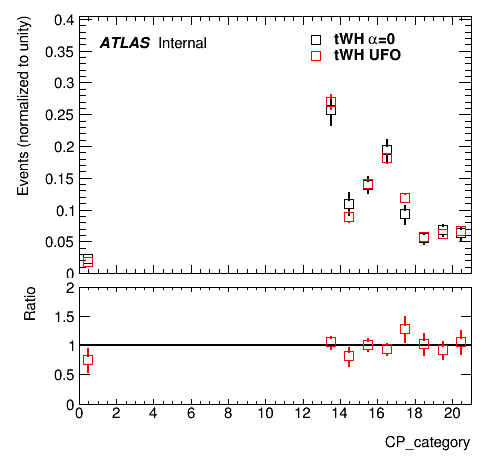 ATLAS Internal
tWH α=0
tWH UFO
Events (normalized to unity)
0.4
0.35
0.3
0.25
0.2
0.15
0.1
0.05
0
Ratio
2
1.5
1
0.5
0
0 2 4 6 8 10 12 14 16 18 20
CP_category